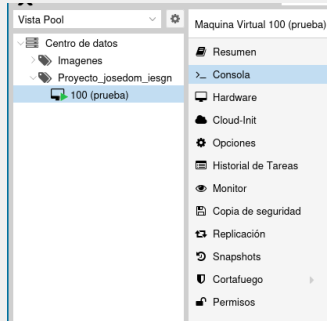 Vista Pool
Centro de datos
Imagenes
Proyecto_josedom_iesgn
100 (prueba)
Maquina Virtual 100 (prueba)
Resumen
Consola
Hardware
Cloud-Init
Opciones
Historial de Tareas
Monitor
Copia de seguridad
Replicación
Snapshots
Cortafuego
Permisos